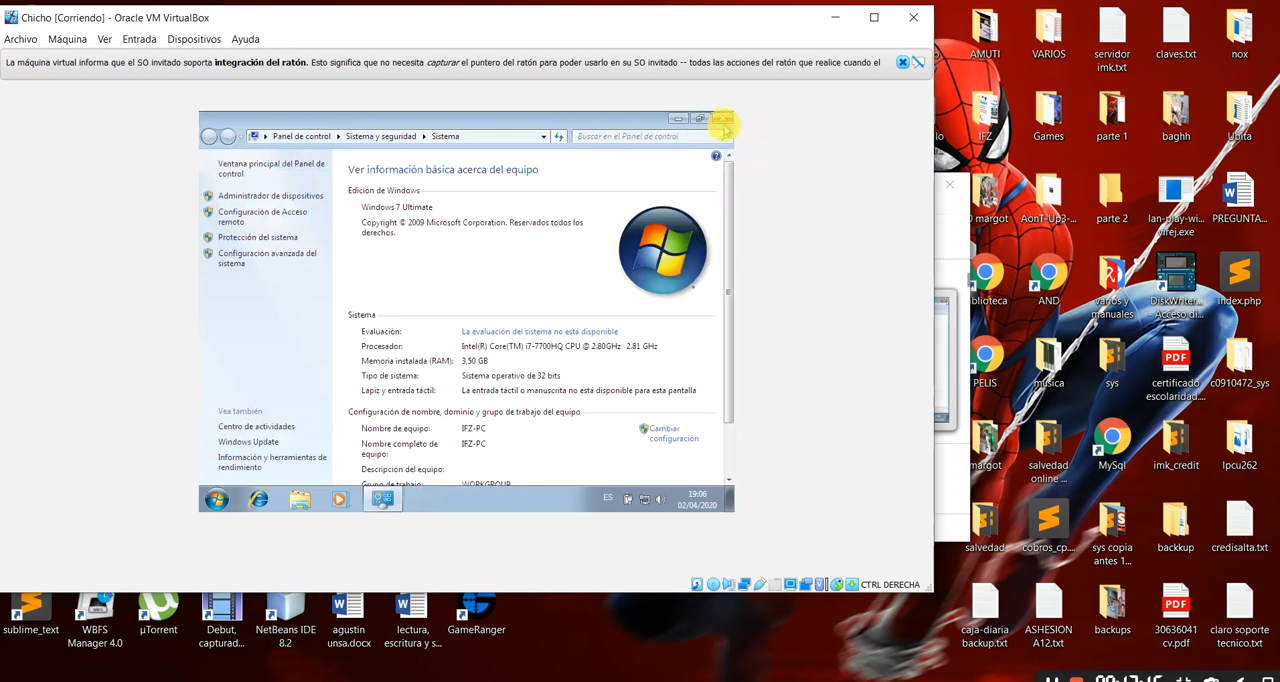 Chicho [Corriendo] - Oracle VM VirtualBox
Archivo Máquina Ver Entrada Dispositivos Ayuda
La máquina virtual informa que el SO invitado soporta integración del ratón. Esto significa que no necesita capturar el puntero del ratón para poder usarlo en su SO invitado -- todas las acciones del ratón que realice cuando el
Panel de control Sistema y seguridad Sistema
Buscar en el Panel de control
Ventana principal del Panel de
control
Administrador de dispositivos
Configuración de Acceso
remoto
Protección del sistema
Configuración avanzada del
sistema
Vea también
Centro de actividades
Windows Update
Información y herramientas de
rendimiento
Ver información básica acerca del equipo
Edición de Windows
Windows 7 Ultimate
Copyright © 2009 Microsoft Corporation. Reservados todos los
derechos.
Sistema
Evaluación: La evaluación del sistema no está disponible
Procesador: Intel(R) Core(TM) i7-7700HQ CPU @ 2.80GHz 2.81 GHz
Memoria instalada (RAM): 3,50 GB
Tipo de sistema: Sistema operativo de 32 bits
Lápiz y entrada táctil: La entrada táctil o manuscrita no está disponible para esta pantalla
Configuración de nombre, dominio y grupo de trabajo del equipo
Nombre de equipo: IFZ-PC
Cambiar
configuración
Nombre completo de
equipo:
IFZ-PC
Descripción del equipo:
Grupo de trabajo: WORKGROUP
ES
19:06
02/04/2020
CTRL DERECHA
AMUTI
VARIOS
servidor
imk.txt
claves.txt
nox
IFZ
Games
parte 1
baghh
Ubita
margot
AonT-Up3-...
parte 2
lan-play-wi...
PREGUNTA...
AND
varios y
manuales
DiskWriter...
- Acceso di...
index.php
PELIS
musica
sys
certificado
escolaridad....
c0910472_sys
margot
salvedad
online ...
MySql
imk_credit
lpcu262
salvedad
cobros_cp....
sys copia
antes 1...
backkup
credisalta.txt
caja-diaria
backup.txt
ASHESION
A12.txt
backups
30636041
cv.pdf
claro soporte
tecnico.txt
sublime_text
WBFS
Manager 4.0
µTorrent
Debut,
capturad...
NetBeans IDE
8.2
agustin
unsa.docx
lectura,
escritura y s...
GameRanger